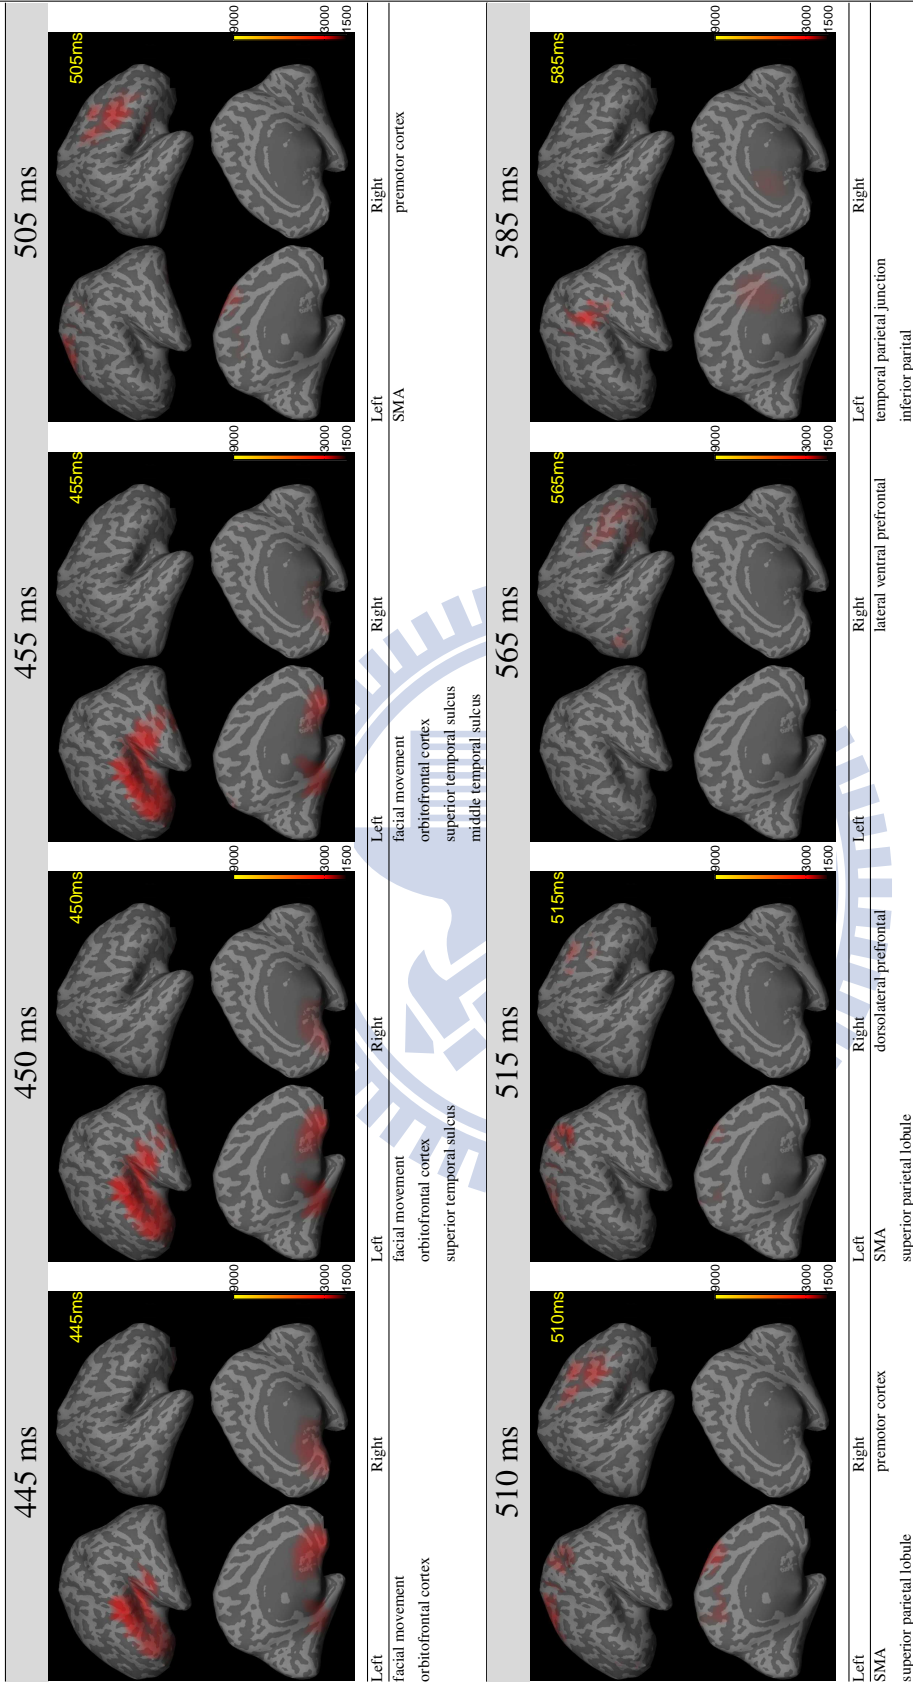 445 ms
450 ms
455 ms
505 ms
445ms
9000
3000
1500
450ms
9000
3000
1500
455ms
9000
3000
1500
505ms
9000
3000
1500
Left Right
facial movement
orbitofrontal cortex
Left Right
facial movement
orbitofrontal cortex
superior temporal sulcus
Left Right
facial movement
orbitofrontal cortex
superior temporal sulcus
middle temporal sulcus
Left Right
SMA premotor cortex
510 ms
515 ms
565 ms
585 ms
510ms
9000
3000
1500
515ms
9000
3000
1500
565ms
9000
3000
1500
585ms
9000
3000
1500
Left Right
SMA premotor cortex
superior parietal lobule
Left Right
SMA dorsolateral prefrontal
superior parietal lobule
Left Right
lateral ventral prefrontal
Left Right
temporal parietal junction
inferior parital